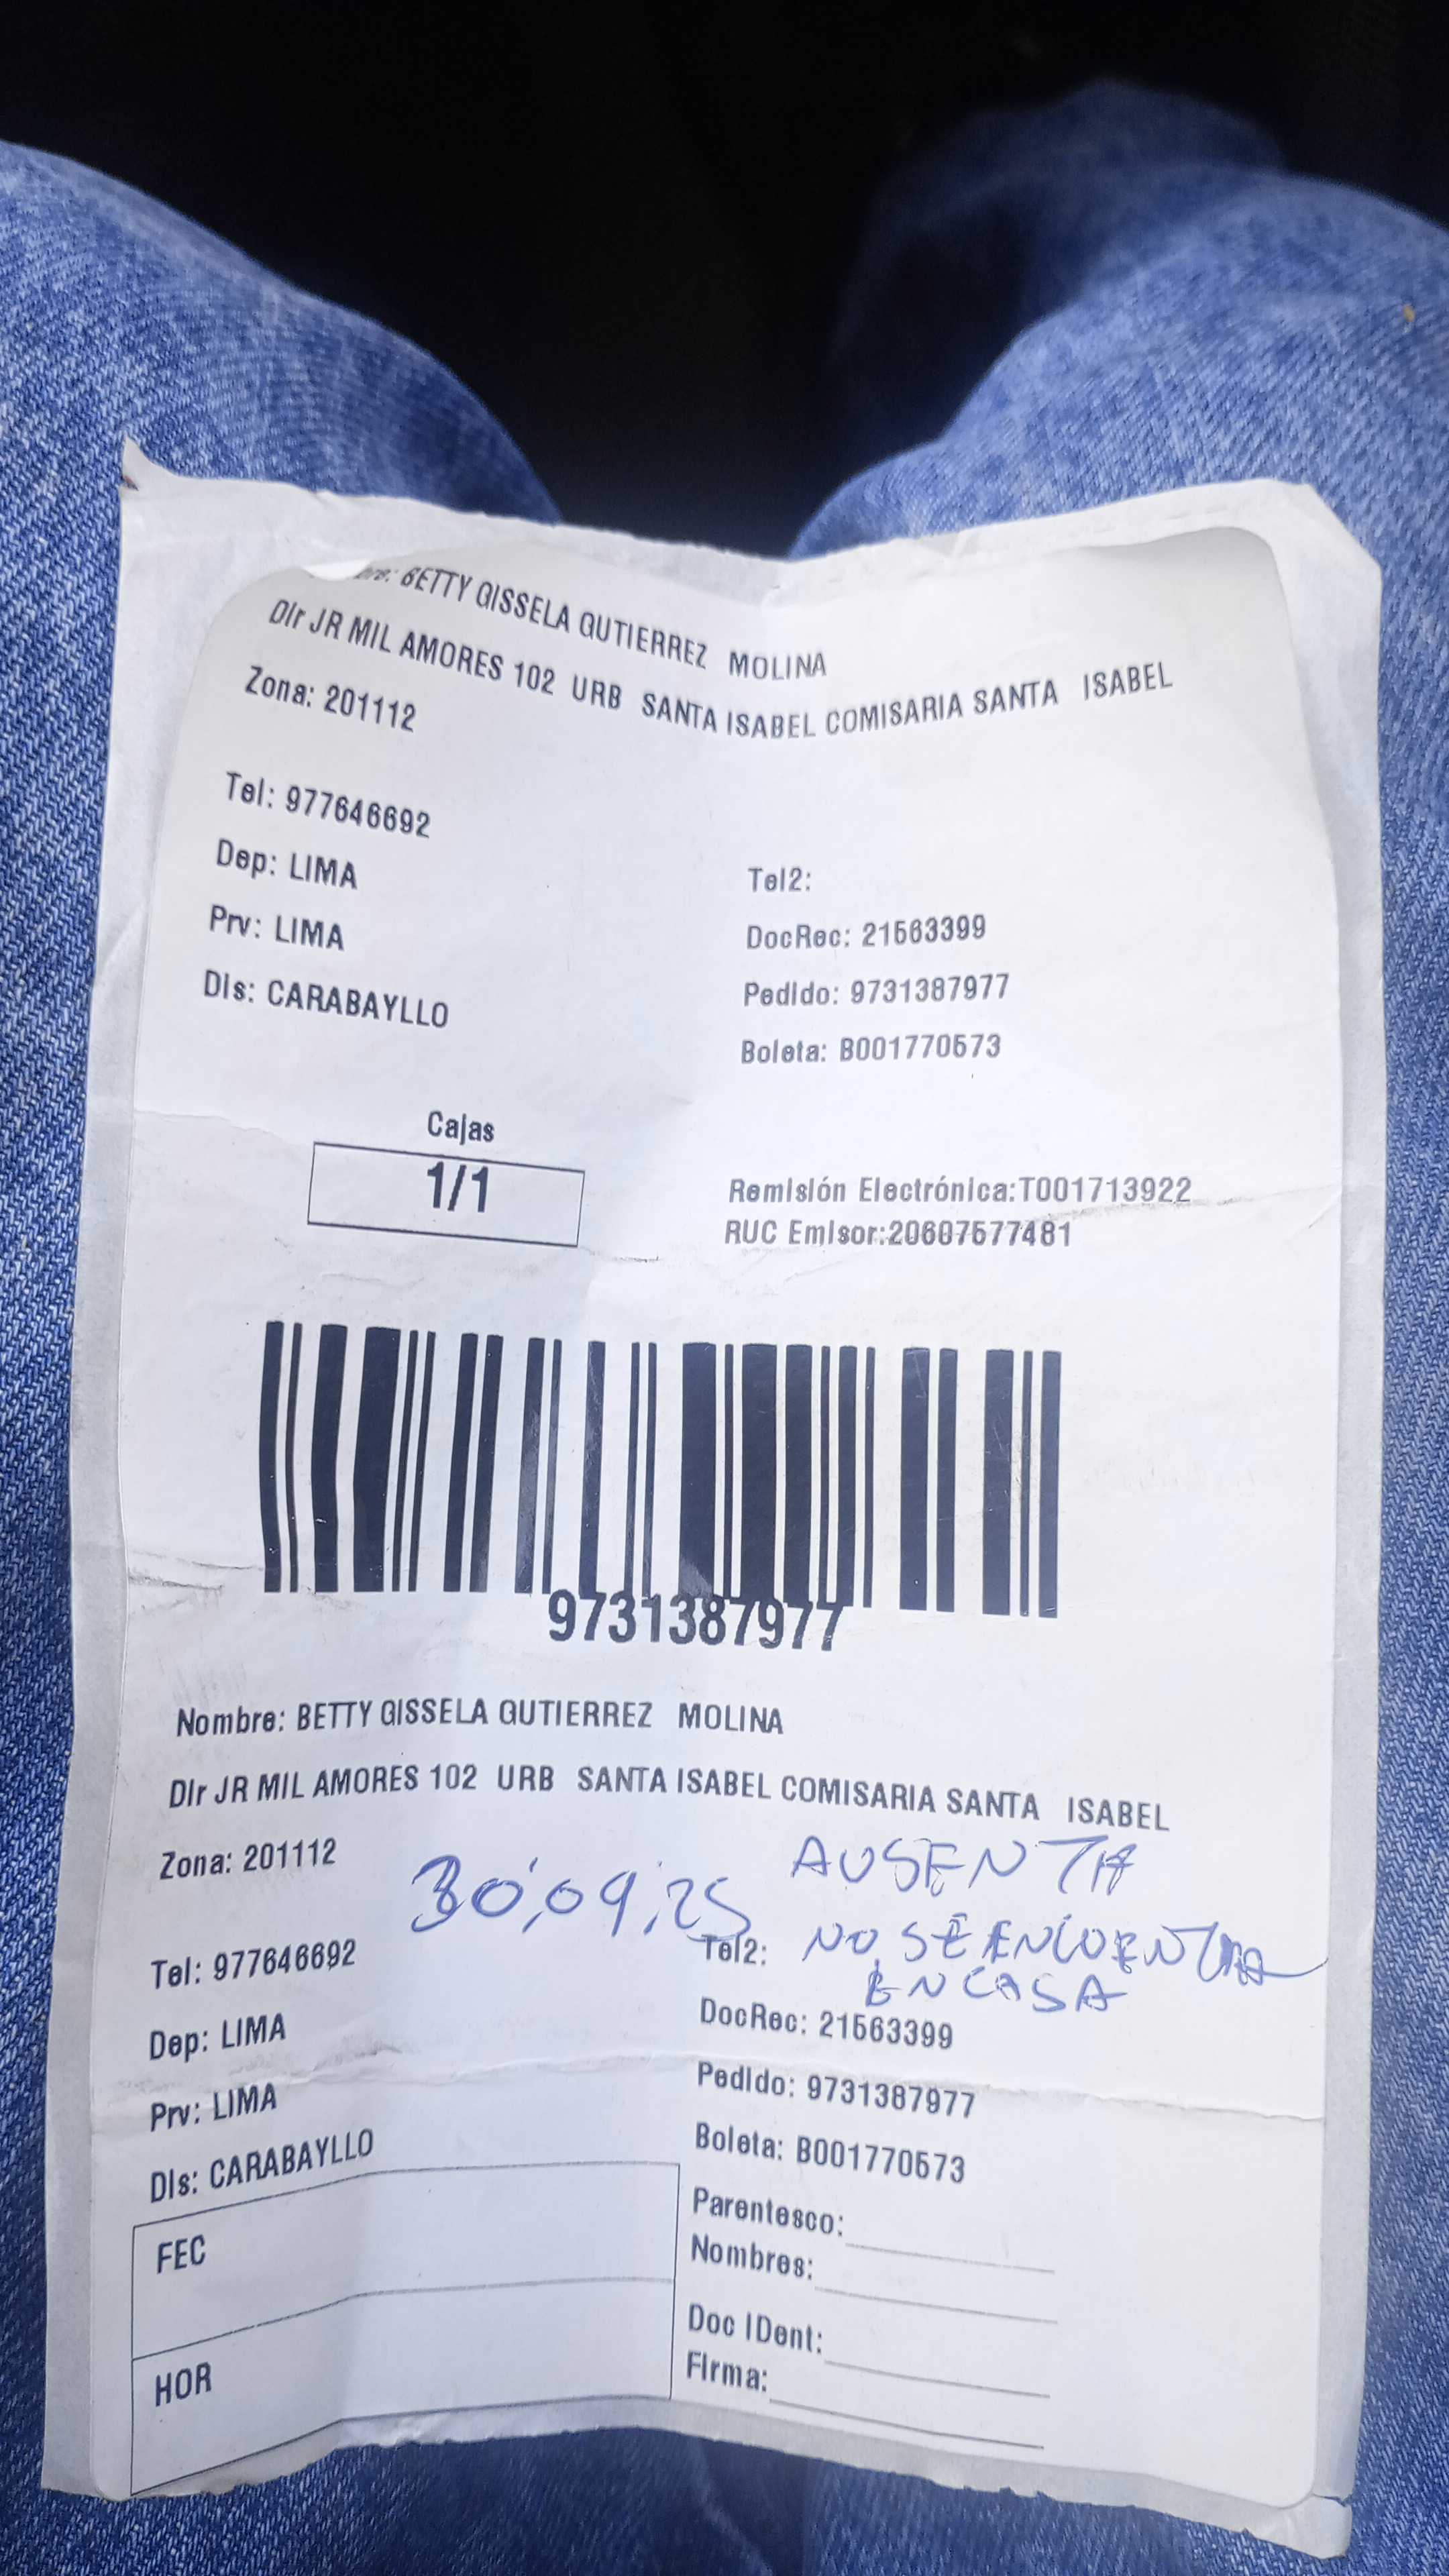 BETTY GISSELA GUTIERREZ MOLINA
Dir JR MIL AMORES 102 URB SANTA ISABEL COMISARIA SANTA ISABEL
Zona: 201112
Tel: 977646692
Tel2:
Dep: LIMA
DocRec: 21563399
Prv: LIMA
Pedido: 9731387977
Dis: CARABAYLLO
Boleta: B001770573
Cajas
1/1
Remisión Electrónica:T001713922
RUC Emisor:20607577481
9731387977
Nombre: BETTY GISSELA GUTIERREZ MOLINA
Dir JR MIL AMORES 102 URB SANTA ISABEL COMISARIA SANTA ISABEL
Zona: 201112
30,09,25
AUSENTA
NO SE ENCUENTRA
EN CASA
Tel: 977646692
Tel2:
Dep: LIMA
DocRec: 21563399
Prv: LIMA
Pedido: 9731387977
Dis: CARABAYLLO
Boleta: B001770573
Parentesco:
FEC
Nombres:
Doc IDent:
HOR
Firma: